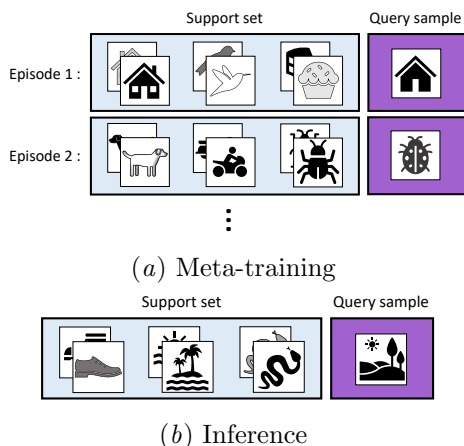 Support set Query sample
Episode 1 :
Episode 2 :
(a) Meta-training
Support set Query sample
(b) Inference